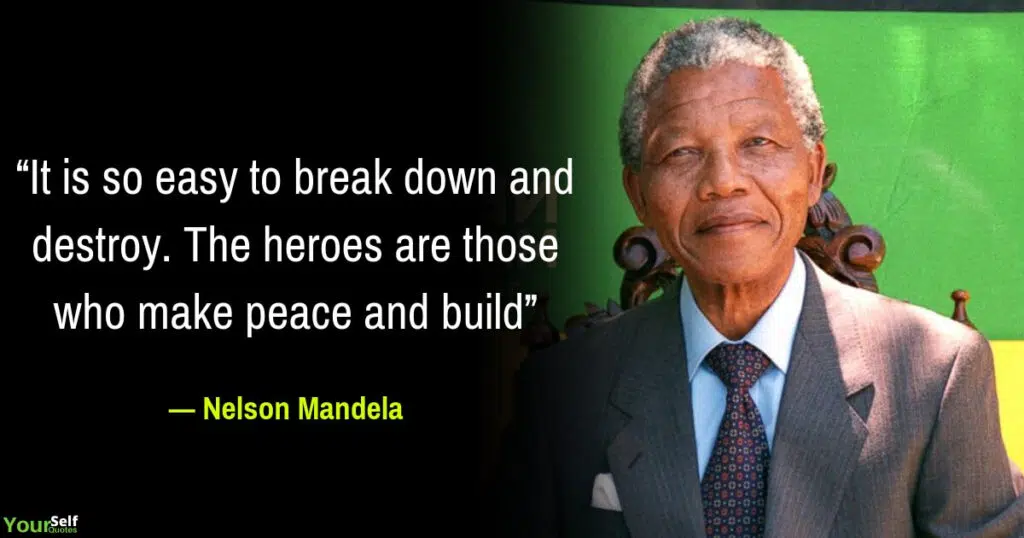 “It is so easy to break down and
destroy. The heroes are those
who make peace and build”
— Nelson Mandela
YourSelf
Quotes